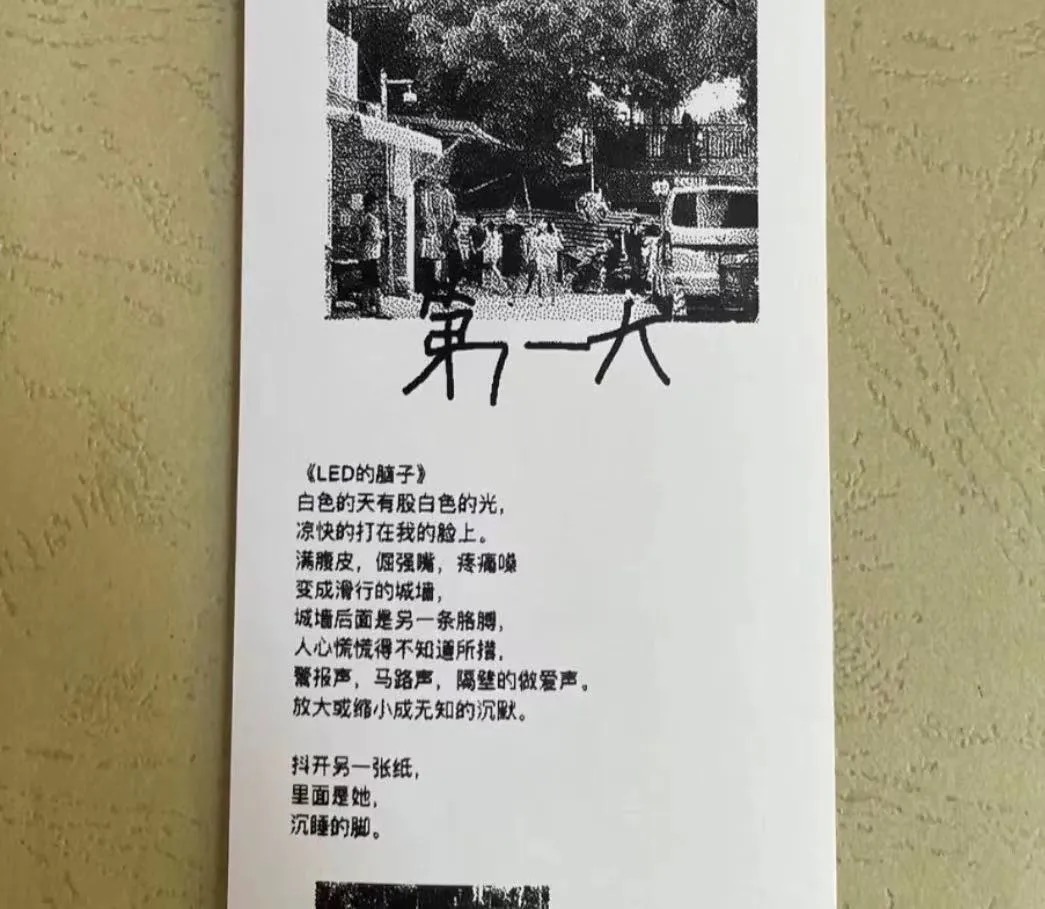 第一大
《LED的脑子》
白色的天有股白色的光，
凉快的打在我的脸上。
满腹皮，倔强嘴，疼痛嗓
变成滑行的城墙，
城墙后面是另一条胳膊，
人心慌慌得不知道所措，
警报声，马路声，隔壁的做爱声。
放大或缩小成无知的沉默。
抖开另一张纸，
里面是她，
沉睡的脚。